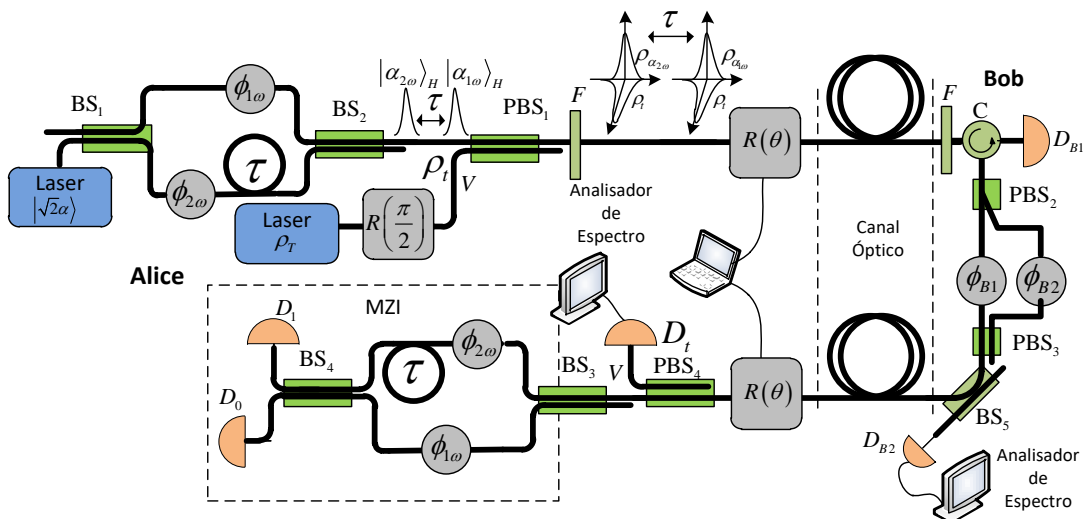 BS₁
ϕ₁ω
ϕ₂ω
τ
Laser
|√2α⟩
BS₂
|α₂ω⟩H
|α₁ω⟩H
τ
PBS₁
F
ρt
V
Laser
ρT
R(π/2)
τ
ρα₂ω
ρα₁ω
ρt
ρt
R(θ)
F
Bob
C
DB1
PBS₂
Analisador
de
Espectro
Canal
Óptico
ϕB1
ϕB2
Alice
MZI
D₁
BS₄
D₀
τ
ϕ₂ω
ϕ₁ω
BS₃
V
Dt
PBS₄
R(θ)
PBS₃
BS₅
DB2
Analisador
de
Espectro